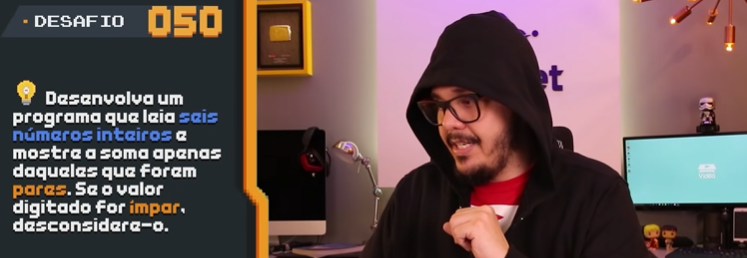 DESAFIO 050
Desenvolva um
programa que leia seis
números inteiros e
mostre a soma apenas
daqueles que forem
pares. Se o valor
digitado for ímpar,
desconsidere-o.
et